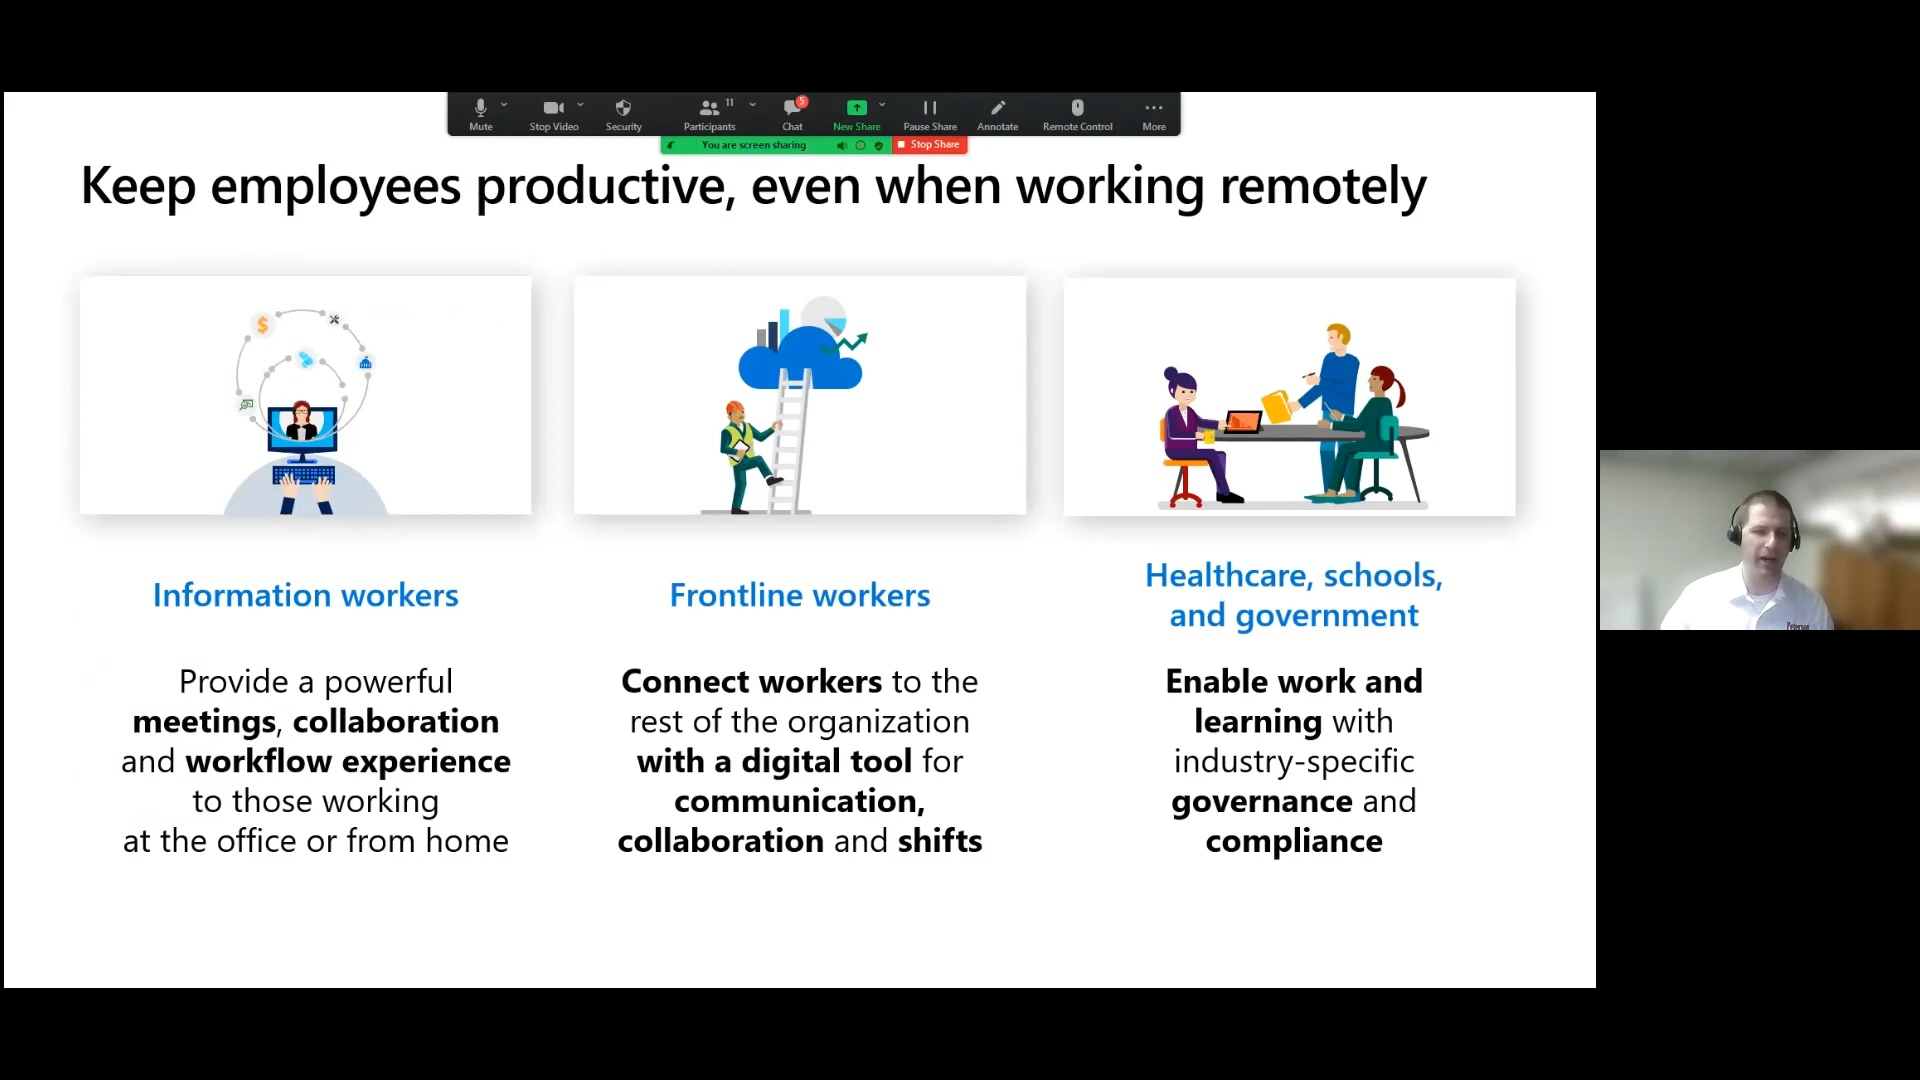 Mute
Stop Video
Security
11
Participants
5
Chat
New Share
Pause Share
Annotate
Remote Control
More
You are screen sharing
Stop Share
Keep employees productive, even when working remotely
$
Information workers
Provide a powerful
meetings, collaboration
and workflow experience
to those working
at the office or from home
Frontline workers
Connect workers to the
rest of the organization
with a digital tool for
communication,
collaboration and shifts
Healthcare, schools,
and government
Enable work and
learning with
industry-specific
governance and
compliance
Peterson